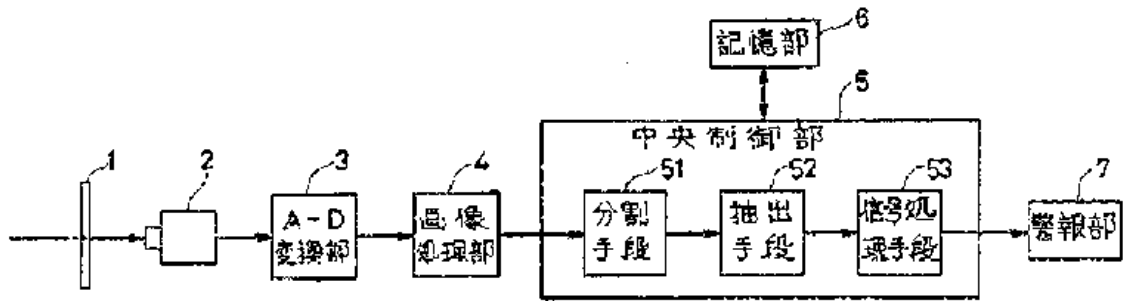 6
記憶部
5
中央制御部
1
2
3
4
51
52
53
7
A-D
変換部
画像
処理部
分割
手段
抽出
手段
信号処
理手段
警報部